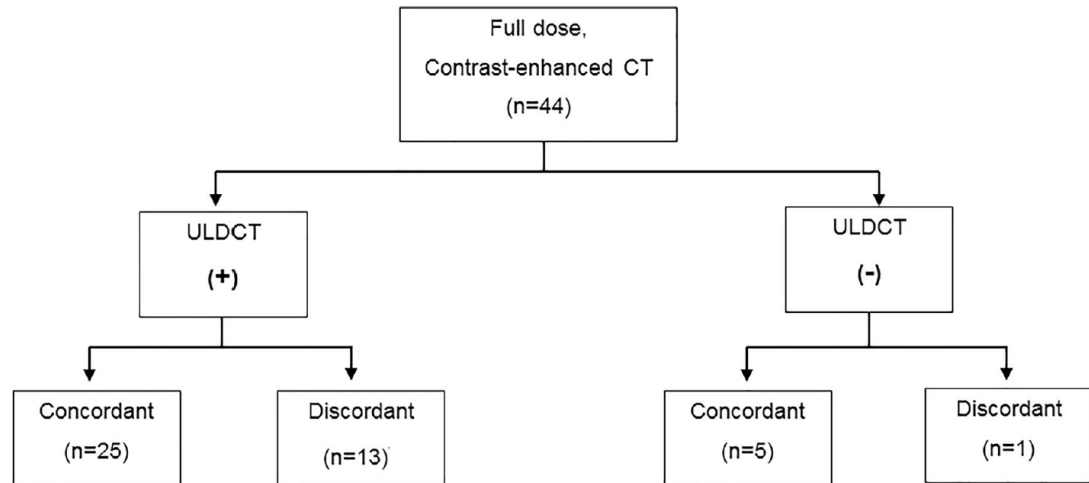 Full dose,
Contrast-enhanced CT
(n=44)
ULDCT
(+)
ULDCT
(-)
Concordant
(n=25)
Discordant
(n=13)
Concordant
(n=5)
Discordant
(n=1)